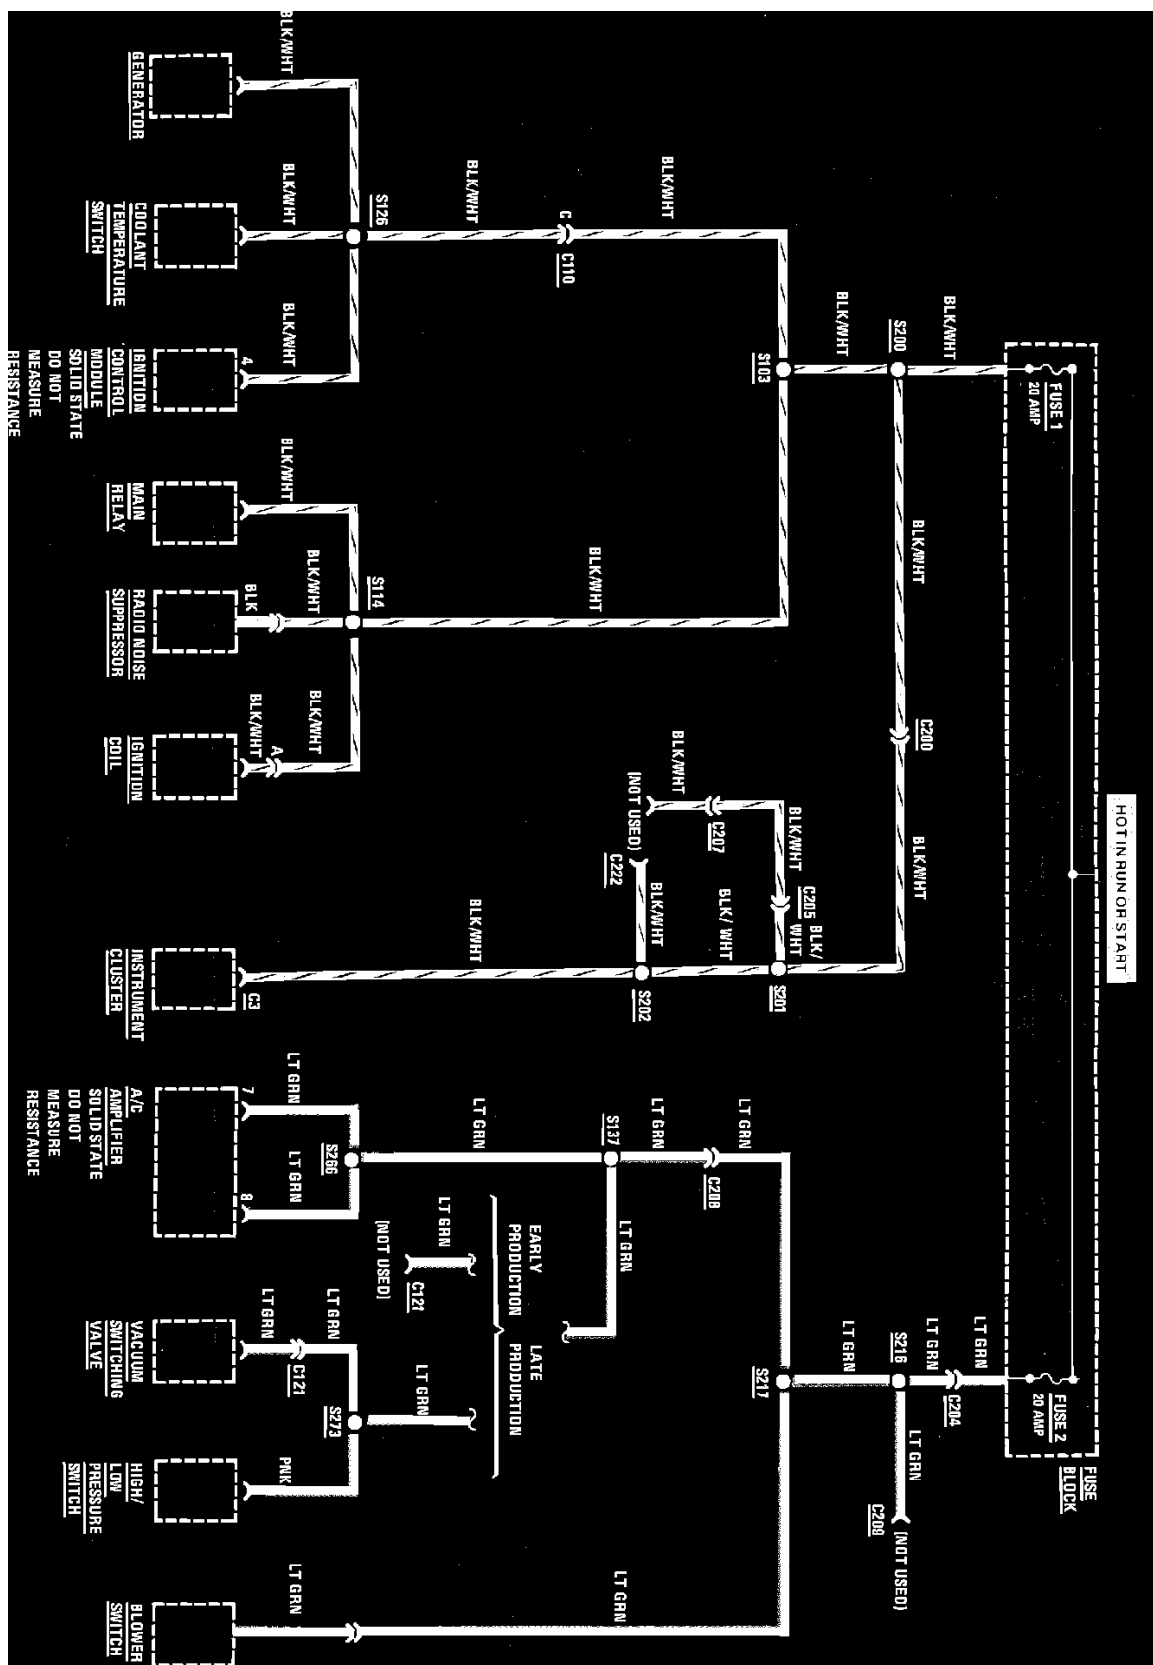 HOT IN RUN OR START
FUSE 1
20 AMP
FUSE 2
20 AMP
FUSE
BLOCK
BLK/WHT
S200
BLK/WHT
S103
BLK/WHT
C200
BLK/WHT
LT GRN
C204
LT GRN
S216
LT GRN
C209
(NOT USED)
LT GRN
S217
BLK/WHT
C
C110
BLK/WHT
S126
BLK/WHT
BLK/WHT
BLK/WHT
BLK/WHT
S114
BLK/WHT
BLK/WHT
BLK
BLK/WHT
A
BLK/WHT
BLK/
WHT
S201
C205
BLK/WHT
C207
BLK/WHT
(NOT USED)
BLK/ WHT
S202
BLK/WHT
C222
BLK/WHT
C3
LT GRN
C208
LT GRN
S137
LT GRN
LT GRN
S266
LT GRN
LT GRN
7
8
EARLY
PRODUCTION
LATE
PRODUCTION
LT GRN
C121
(NOT USED)
LT GRN
S273
LT GRN
C121
LT GRN
PNK
LT GRN
LT GRN
4
GENERATOR
COOLANT
TEMPERATURE
SWITCH
IGNITION
CONTROL
MODULE
SOLID STATE
DO NOT
MEASURE
RESISTANCE
MAIN
RELAY
RADIO NOISE
SUPPRESSOR
IGNITION
COIL
INSTRUMENT
CLUSTER
A/C
AMPLIFIER
SOLID STATE
DO NOT
MEASURE
RESISTANCE
VACUUM
SWITCHING
VALVE
HIGH/
LOW
PRESSURE
SWITCH
BLOWER
SWITCH